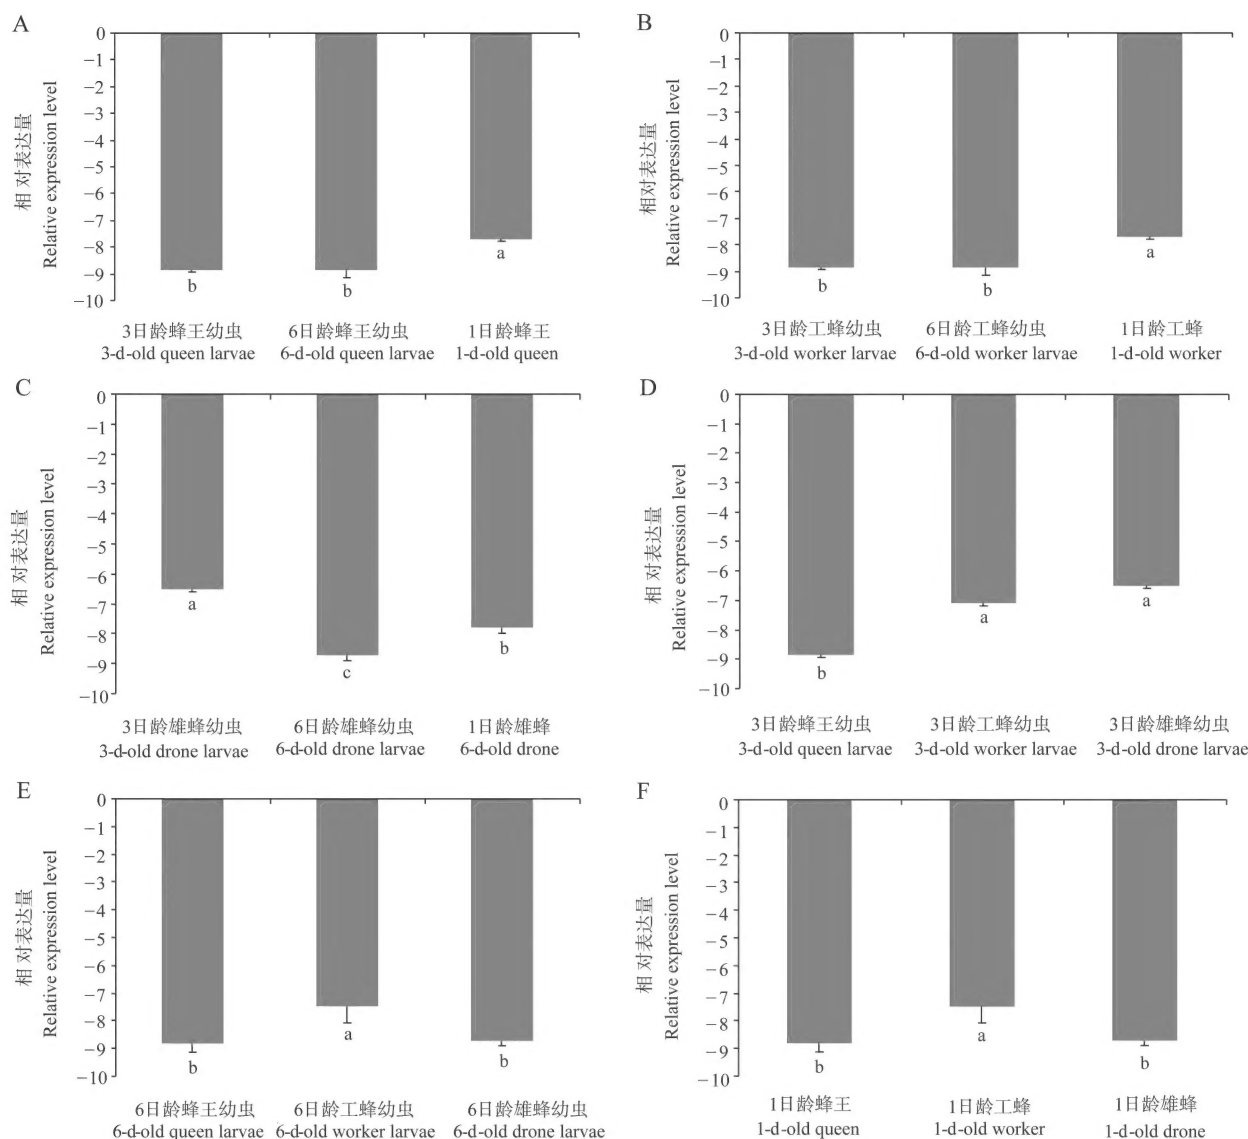 A
相对表达量
Relative expression level
0
−1
−2
−3
−4
−5
−6
−7
−8
−9
−10
b
b
a
3日龄蜂王幼虫
3-d-old queen larvae
6日龄蜂王幼虫
6-d-old queen larvae
1日龄蜂王
1-d-old queen
B
相对表达量
Relative expression level
0
−1
−2
−3
−4
−5
−6
−7
−8
−9
−10
b
b
a
3日龄工蜂幼虫
3-d-old worker larvae
6日龄工蜂幼虫
6-d-old worker larvae
1日龄工蜂
1-d-old worker
C
相对表达量
Relative expression level
0
−1
−2
−3
−4
−5
−6
−7
−8
−9
−10
a
c
b
3日龄雄蜂幼虫
3-d-old drone larvae
6日龄雄蜂幼虫
6-d-old drone larvae
1日龄雄蜂
6-d-old drone
D
相对表达量
Relative expression level
0
−1
−2
−3
−4
−5
−6
−7
−8
−9
−10
b
a
a
3日龄蜂王幼虫
3-d-old queen larvae
3日龄工蜂幼虫
3-d-old worker larvae
3日龄雄蜂幼虫
3-d-old drone larvae
E
相对表达量
Relative expression level
0
−1
−2
−3
−4
−5
−6
−7
−8
−9
−10
b
a
b
6日龄蜂王幼虫
6-d-old queen larvae
6日龄工蜂幼虫
6-d-old worker larvae
6日龄雄蜂幼虫
6-d-old drone larvae
F
相对表达量
Relative expression level
0
−1
−2
−3
−4
−5
−6
−7
−8
−9
−10
b
a
b
1日龄蜂王
1-d-old queen
1日龄工蜂
1-d-old worker
1日龄雄蜂
1-d-old drone